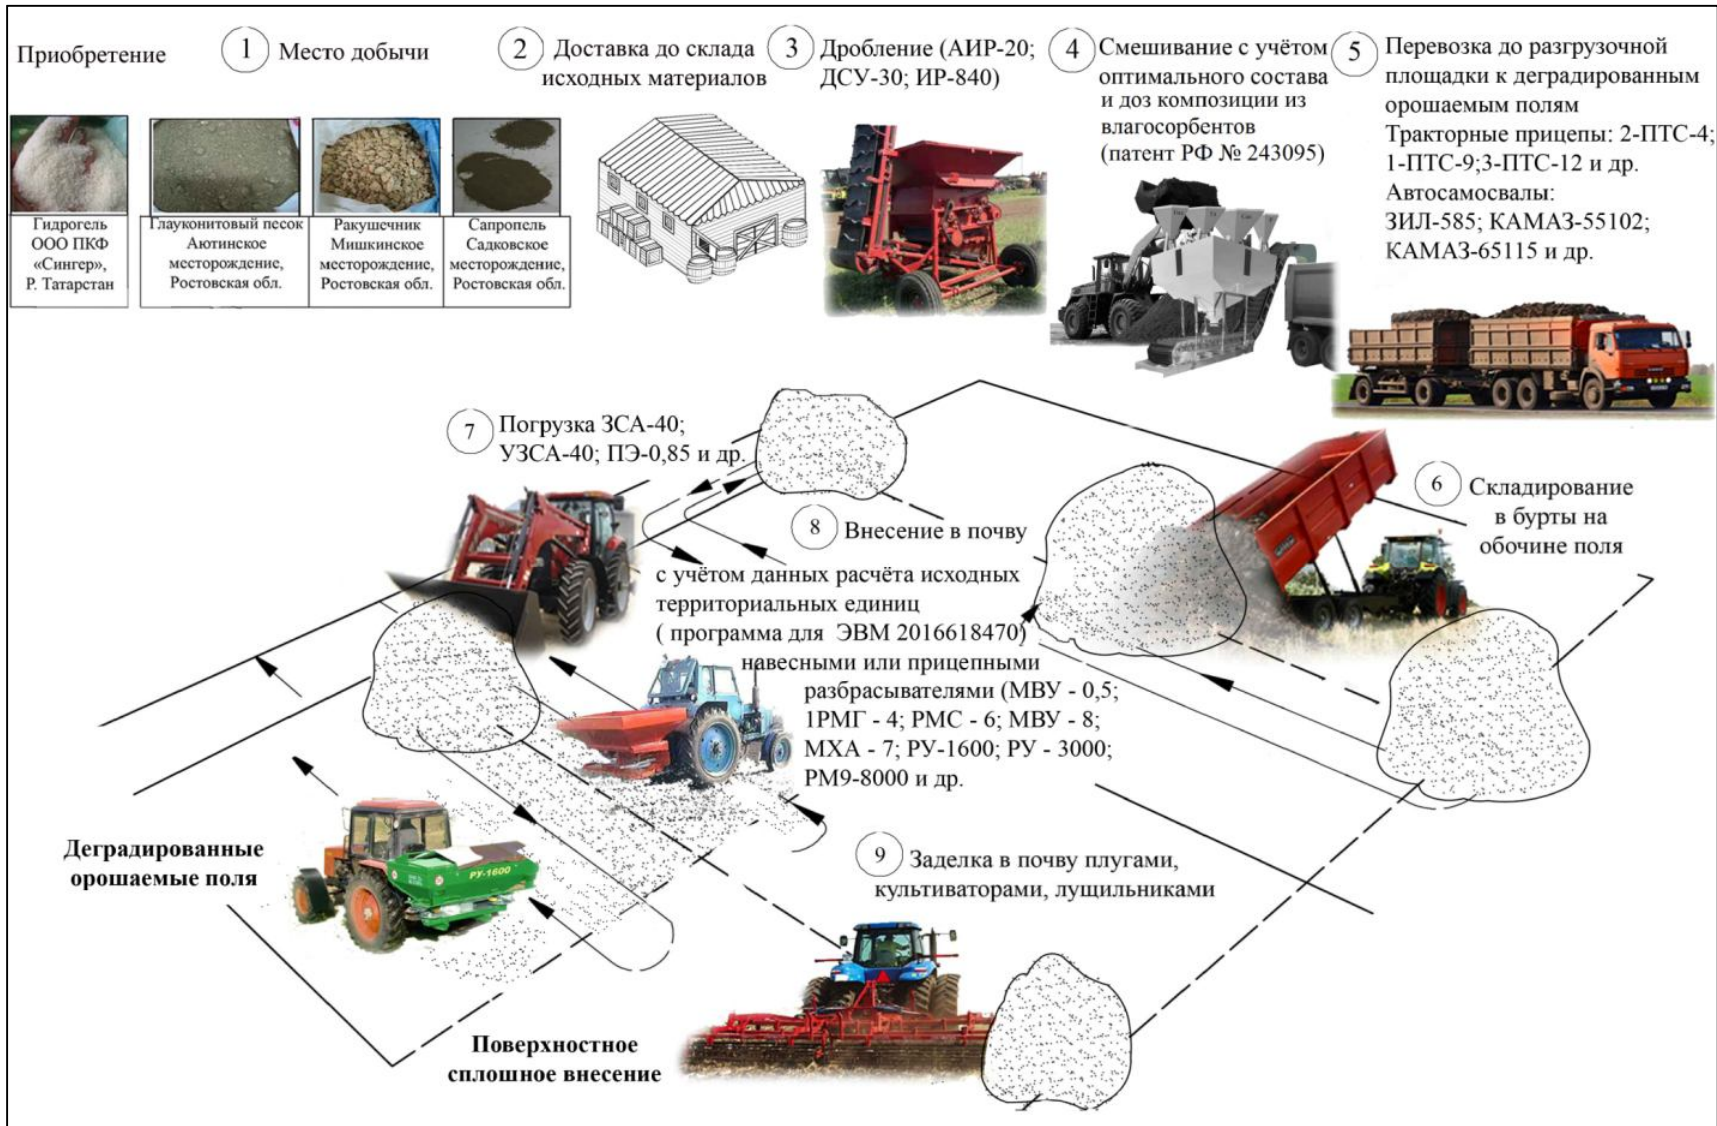 Приобретение
1
Место добычи
Гидрогель
ООО ПКФ
«Сингер»,
Р. Татарстан
Глауконитовый песок
Аютинское
месторождение,
Ростовская обл.
Ракушечник
Мишкинское
месторождение,
Ростовская обл.
Сапропель
Садковское
месторождение,
Ростовская обл.
2
Доставка до склада
исходных материалов
3
Дробление (АИР-20;
ДСУ-30; ИР-840)
4
Смешивание с учётом
оптимального состава
и доз композиции из
влагосорбентов
(патент РФ № 243095)
5
Перевозка до разгрузочной
площадки к деградированным
орошаемым полям
Тракторные прицепы: 2-ПТС-4;
1-ПТС-9;3-ПТС-12 и др.
Автосамосвалы:
ЗИЛ-585; КАМАЗ-55102;
КАМАЗ-65115 и др.
6
Складирование
в бурты на
обочине поля
7
Погрузка ЗСА-40;
УЗСА-40; ПЭ-0,85 и др.
8
Внесение в почву
с учётом данных расчёта исходных
территориальных единиц
( программа для ЭВМ 2016618470)
навесными или прицепными
разбрасывателями (МВУ - 0,5;
1РМГ - 4; РМС - 6; МВУ - 8;
МХА - 7; РУ-1600; РУ - 3000;
РМ9-8000 и др.
РУ-1600
9
Заделка в почву плугами,
культиваторами, лущильниками
Деградированные
орошаемые поля
Поверхностное
сплошное внесение